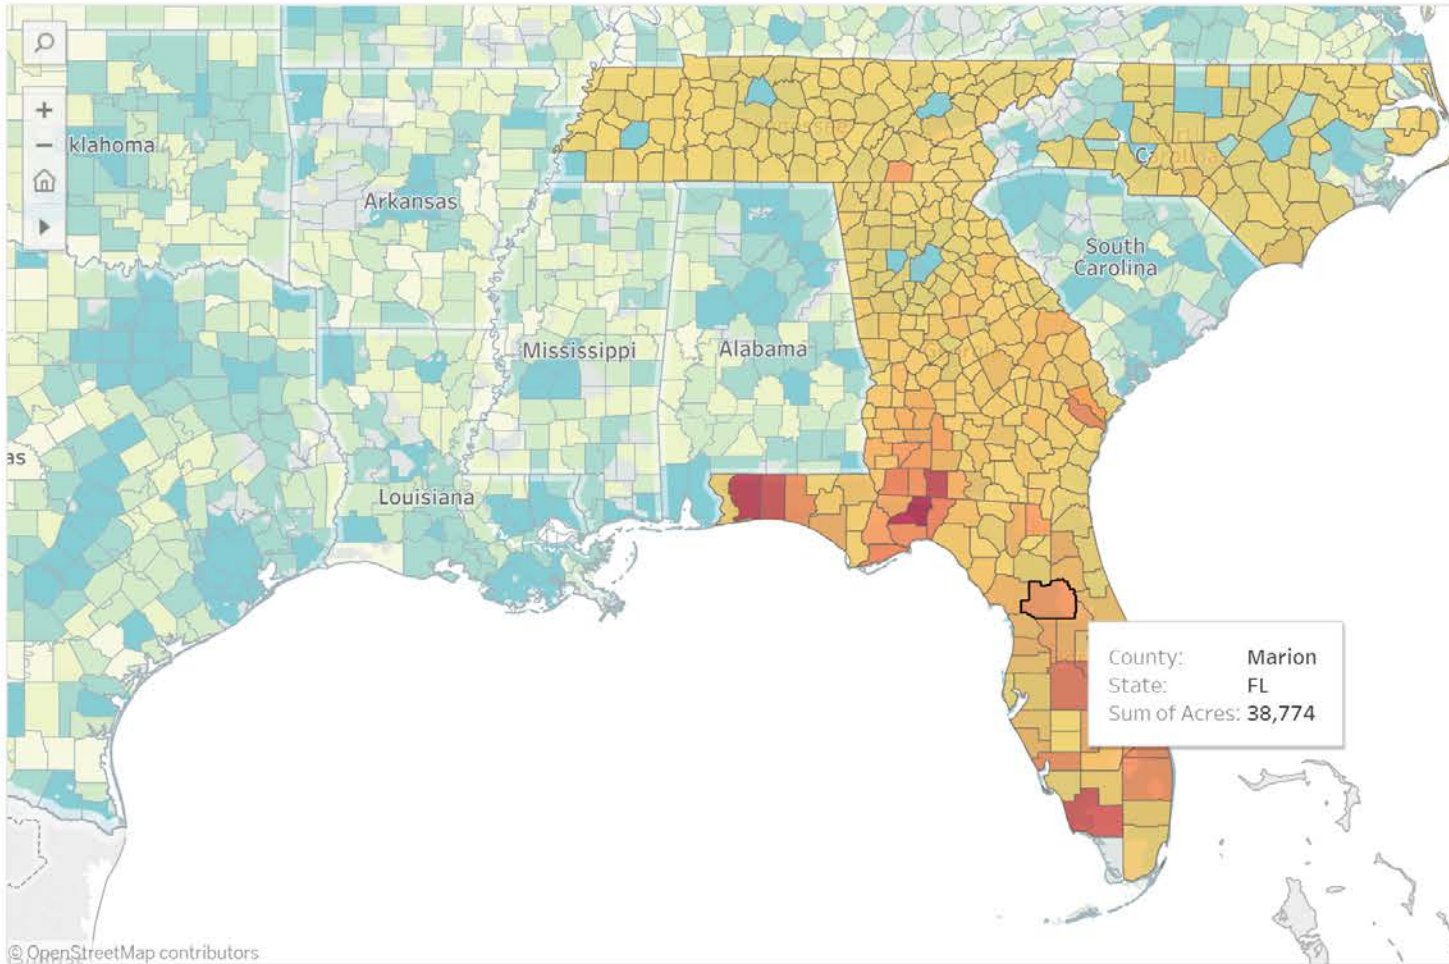 klahoma
Arkansas
South
Carolina
Mississippi
Alabama
as
Louisiana
County: Marion
State: FL
Sum of Acres: 38,774
© OpenStreetMap contributors